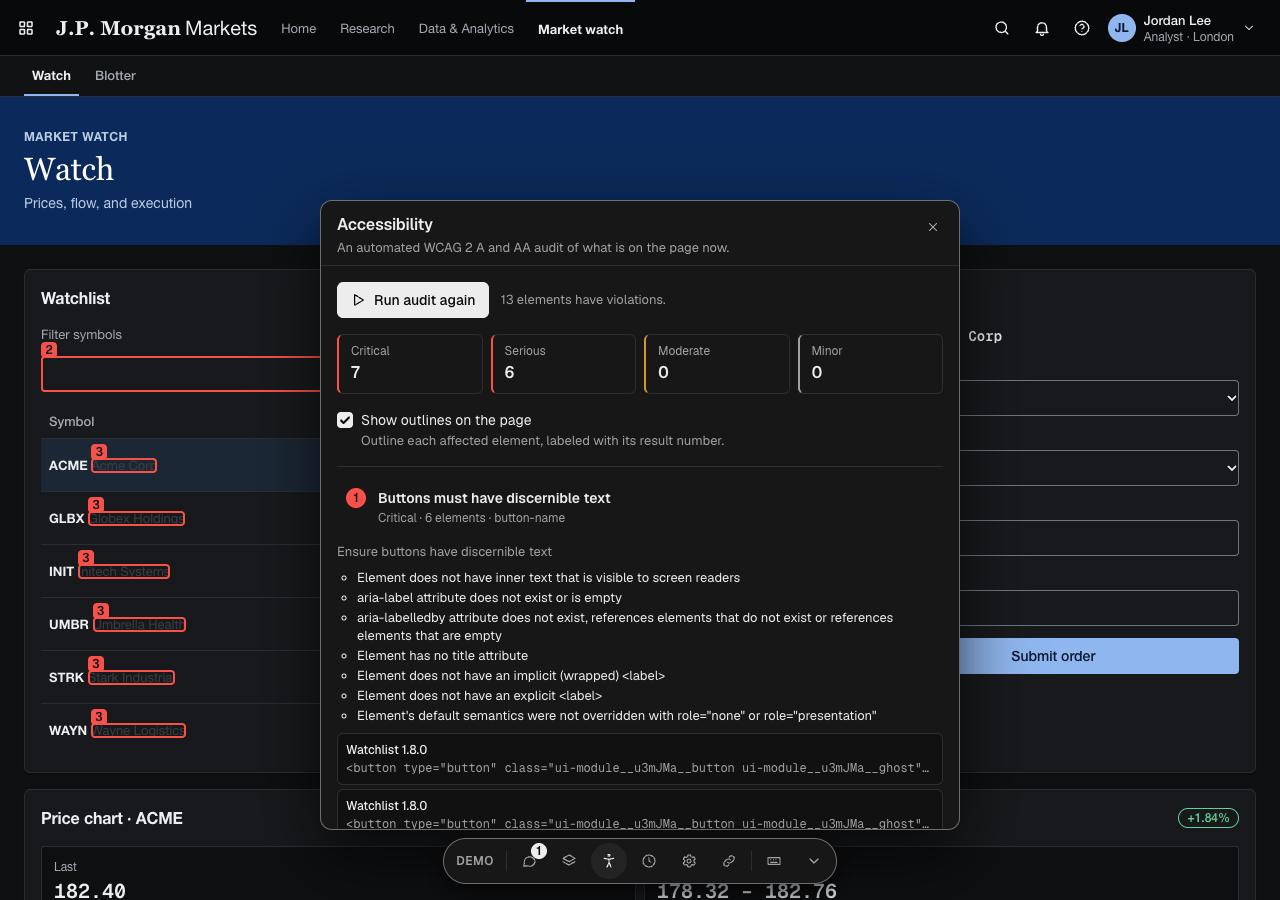 J.P. Morgan Markets
Home
Research
Data & Analytics
Market watch
JL
Jordan Lee
Analyst · London
Watch
Blotter
MARKET WATCH
Watch
Prices, flow, and execution
Watchlist
Filter symbols
2
Symbol
3
ACME Acme Corp
3
GLBX Globex Holdings
3
INIT Initech Systems
3
UMBR Umbrella Health
3
STRK Stark Industrial
3
WAYN Wayne Logistics
Corp
Submit order
Accessibility
An automated WCAG 2 A and AA audit of what is on the page now.
Run audit again
13 elements have violations.
Critical
7
Serious
6
Moderate
0
Minor
0
Show outlines on the page
Outline each affected element, labeled with its result number.
1
Buttons must have discernible text
Critical · 6 elements · button-name
Ensure buttons have discernible text
Element does not have inner text that is visible to screen readers
aria-label attribute does not exist or is empty
aria-labelledby attribute does not exist, references elements that do not exist or references
elements that are empty
Element has no title attribute
Element does not have an implicit (wrapped) <label>
Element does not have an explicit <label>
Element's default semantics were not overridden with role="none" or role="presentation"
Watchlist 1.8.0
<button type="button" class="ui-module__u3mJMa__button ui-module__u3mJMa__ghost"…
Watchlist 1.8.0
<button type="button" class="ui-module__u3mJMa__button ui-module__u3mJMa__ghost"…
Price chart · ACME
+1.84%
Last
182.40
178.32 – 182.76
DEMO
1